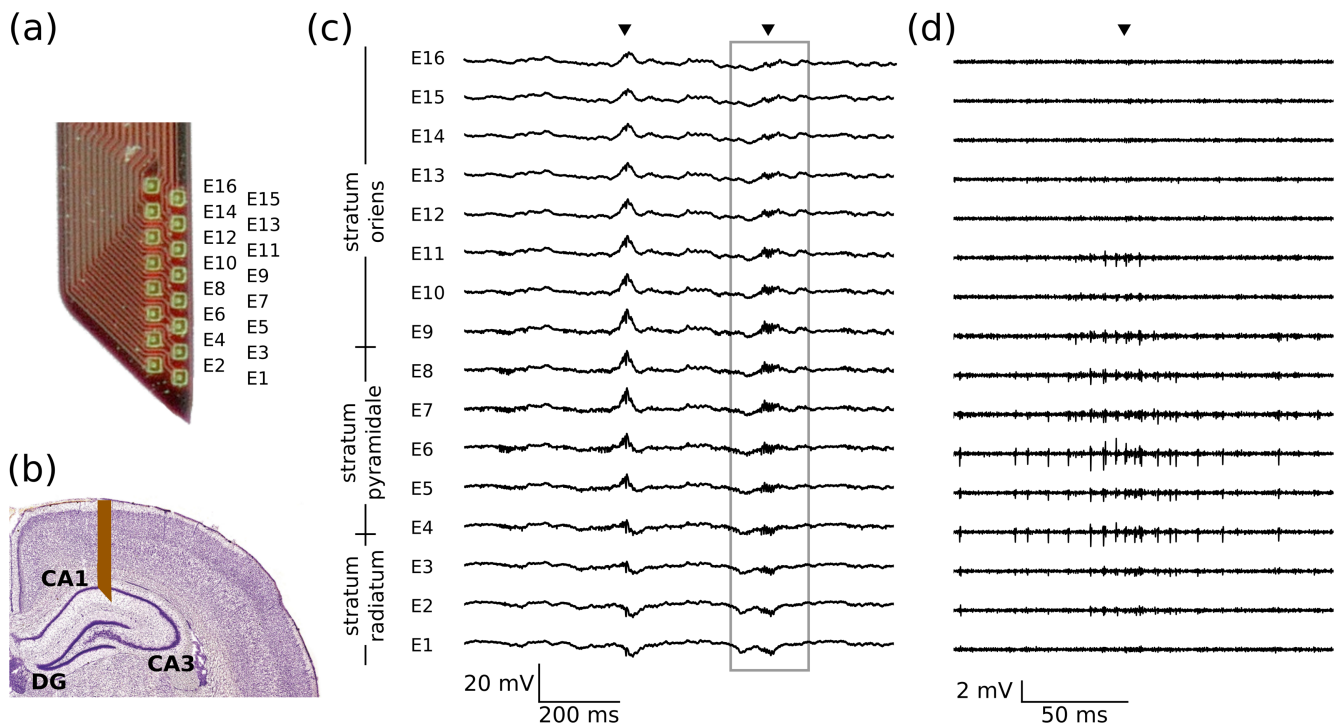 (a)
E16
E15
E14
E13
E12
E11
E10
E9
E8
E7
E6
E5
E4
E3
E2
E1
(b)
CA1
CA3
DG
(c)
stratum
oriens
stratum
pyramidale
stratum
radiatum
E16
E15
E14
E13
E12
E11
E10
E9
E8
E7
E6
E5
E4
E3
E2
E1
20 mV
200 ms
(d)
2 mV
50 ms